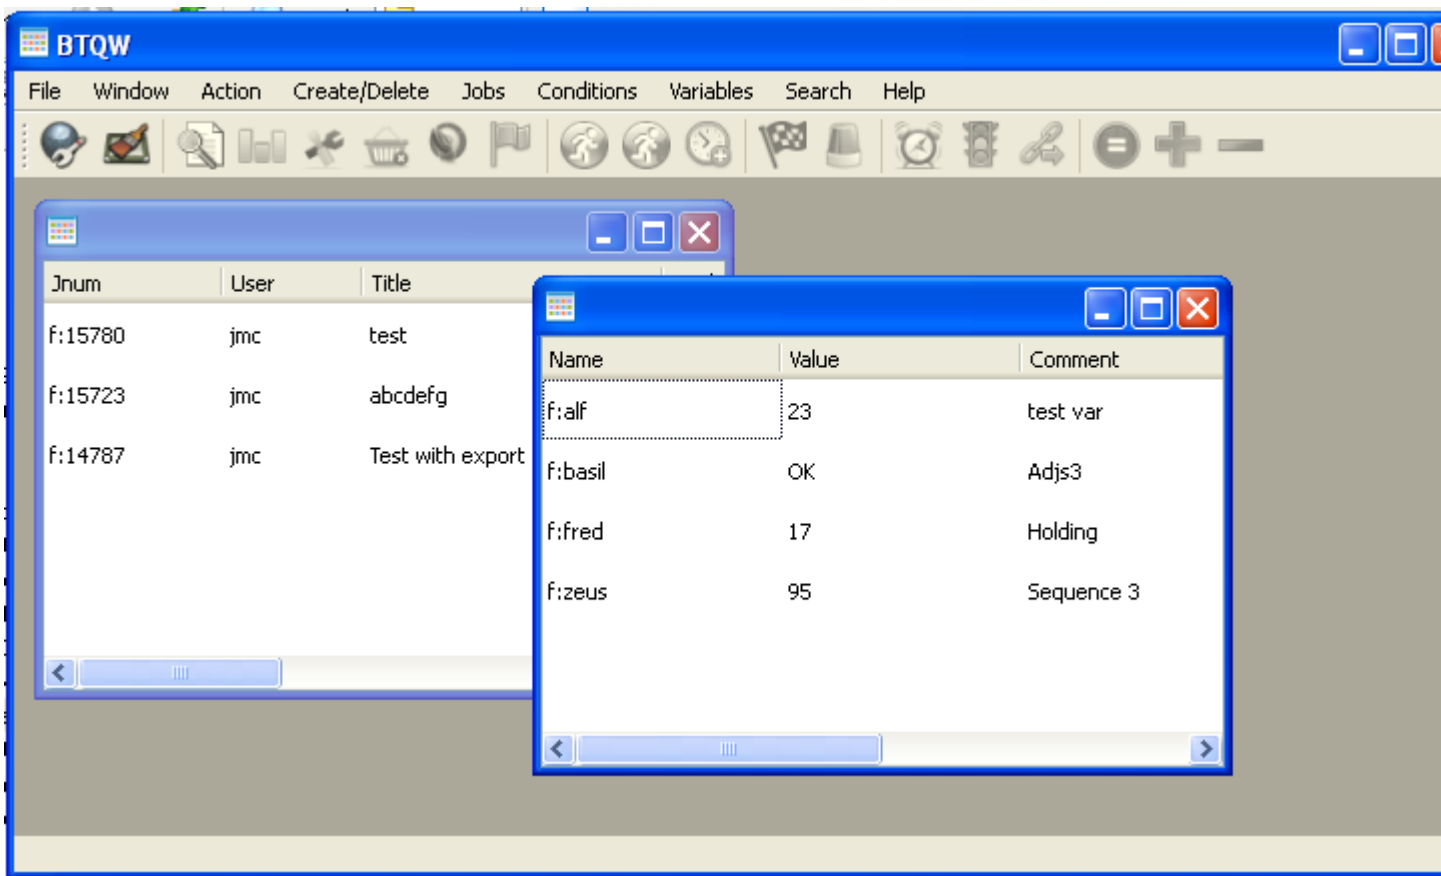 BTQW
File Window Action Create/Delete Jobs Conditions Variables Search Help
Jnum User Title
f:15780 jmc test
f:15723 jmc abcdefg
f:14787 jmc Test with export
Name Value Comment
f:alf 23 test var
f:basil OK Adjs3
f:fred 17 Holding
f:zeus 95 Sequence 3